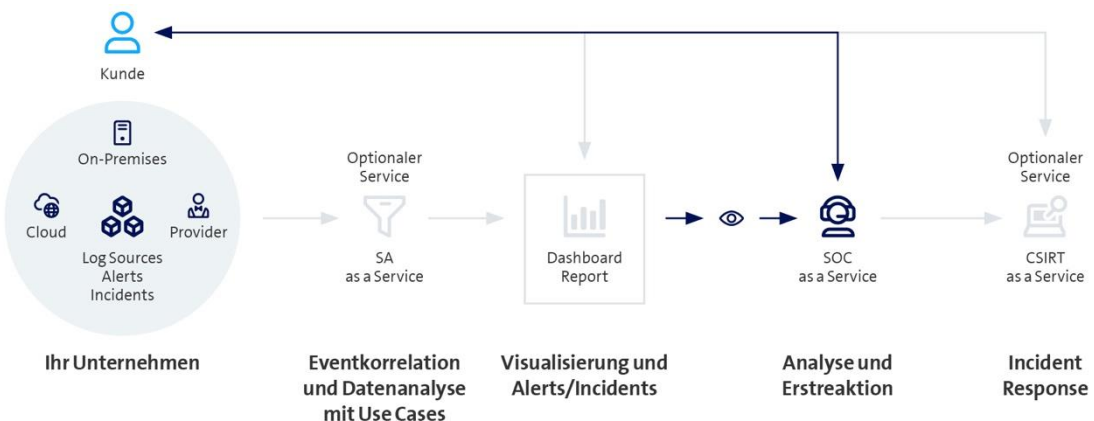 Kunde
On-Premises
Cloud
Provider
Log Sources
Alerts
Incidents
Optionaler
Service
SA
as a Service
Dashboard
Report
SOC
as a Service
Optionaler
Service
CSIRT
as a Service
Ihr Unternehmen
Eventkorrelation
und Datenanalyse
mit Use Cases
Visualisierung und
Alerts/Incidents
Analyse und
Erstreaktion
Incident
Response